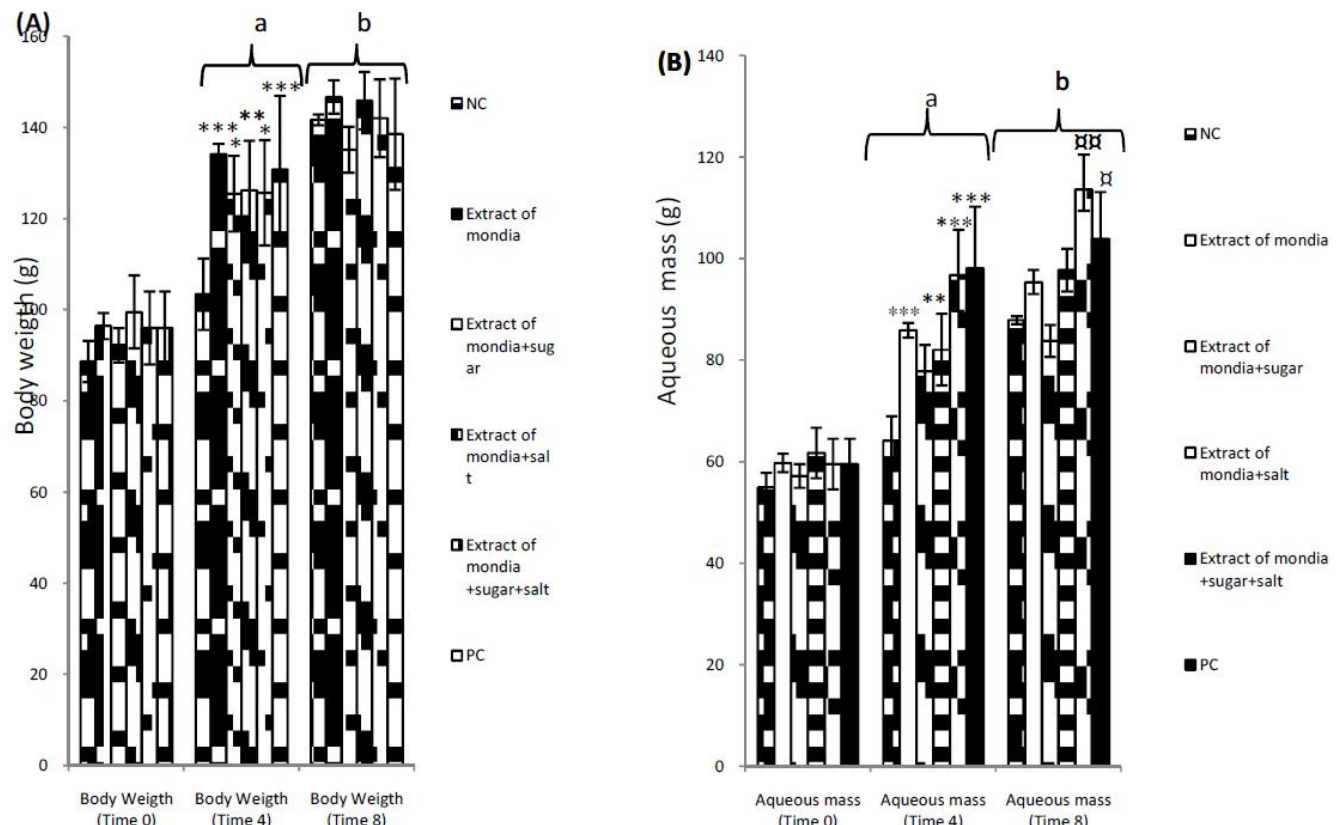 (A)
a
b
160
140
120
100
80
60
40
20
0
Body weigth (g)
***
*
**
*
***
NC
Extract of
mondia
Extract of
mondia+sug
ar
Extract of
mondia+sal
t
Extract of
mondia
+sugar+salt
PC
Body Weigth
(Time 0)
Body Weigth
(Time 4)
Body Weigth
(Time 8)
(B)
a
b
140
120
100
80
60
40
20
0
Aqueous mass (g)
***
**
***
***
¤¤
¤
NC
Extract of mondia
Extract of
mondia+sugar
Extract of
mondia+salt
Extract of mondia
+sugar+salt
PC
Aqueous mass
(Time 0)
Aqueous mass
(Time 4)
Aqueous mass
(Time 8)